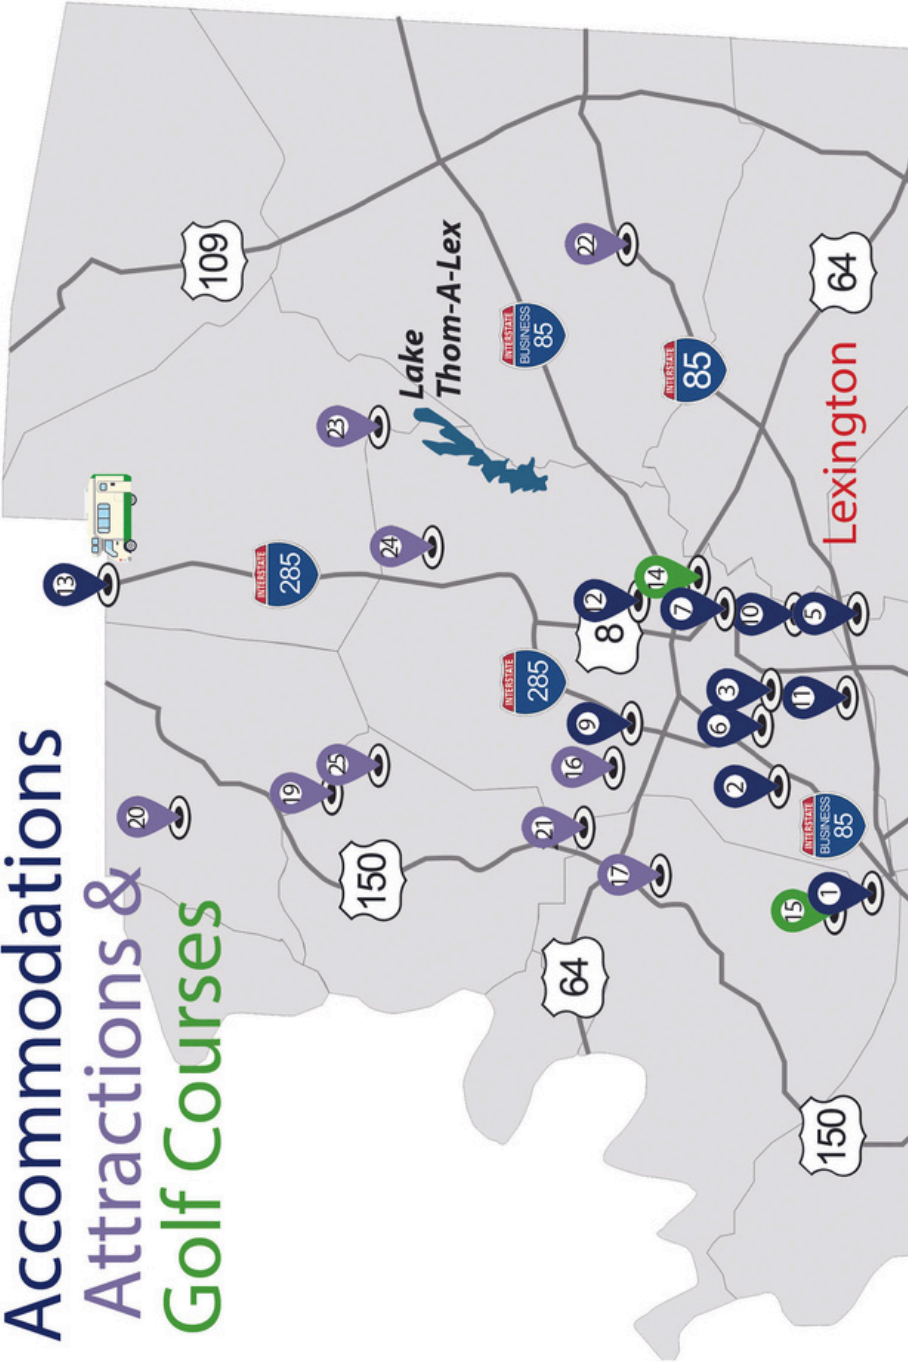 Accommodations
Attractions &
Golf Courses
13
20
109
INTERSTATE
285
19
25
23
150
24
Lake
Thom-A-Lex
INTERSTATE
285
INTERSTATE
BUSINESS
85
21
16
9
12
8
22
64
17
14
7
INTERSTATE
85
6
3
2
10
15
1
INTERSTATE
BUSINESS
85
11
5
64
Lexington
150